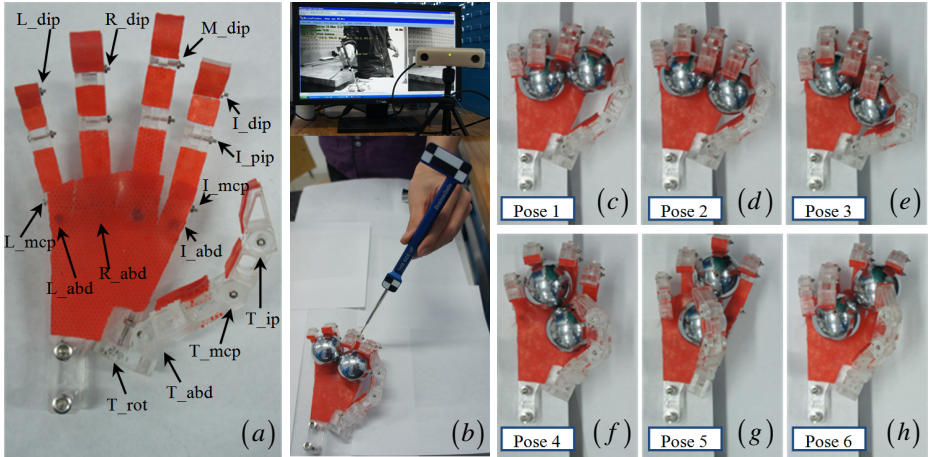 L_dip
R_dip
M_dip
I_dip
I_pip
I_mcp
L_mcp
I_abd
R_abd
L_abd
T_ip
T_mcp
T_abd
T_rot
(a)
(b)
Pose 1
(c)
Pose 2
(d)
Pose 3
(e)
Pose 4
(f)
Pose 5
(g)
Pose 6
(h)